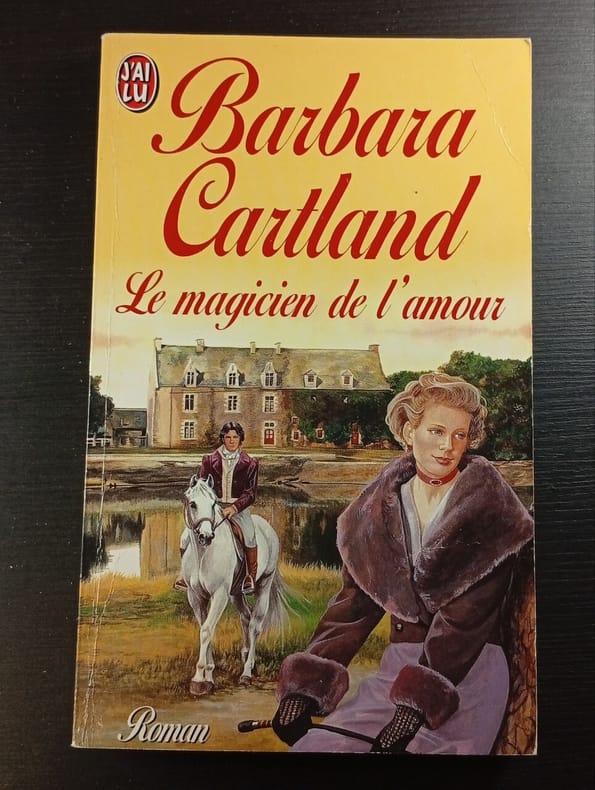 J'AI
LU
Barbara
Cartland
Le magicien de l'amour
Roman